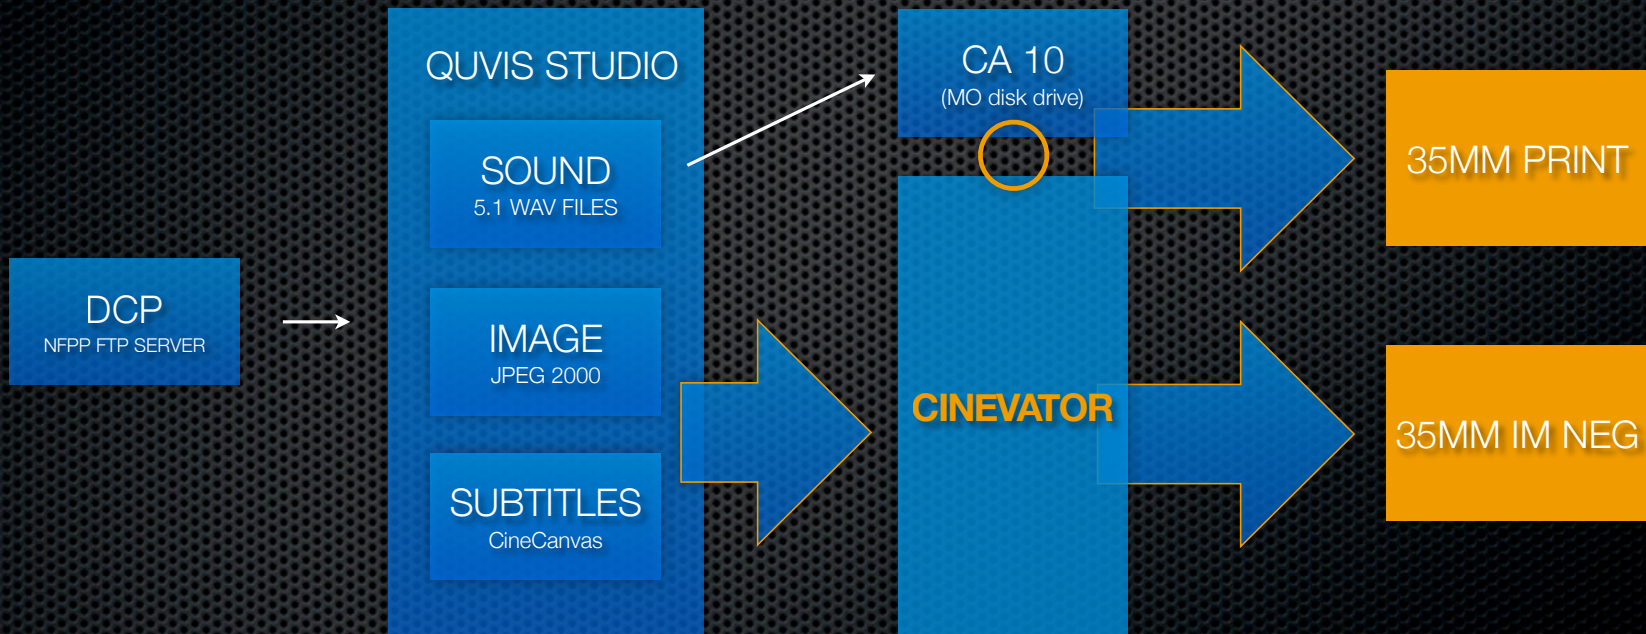 DCP
NFPP FTP SERVER
QUVIS STUDIO
SOUND
5.1 WAV FILES
IMAGE
JPEG 2000
SUBTITLES
CineCanvas
CA 10
(MO disk drive)
CINEVATOR
35MM PRINT
35MM IM NEG